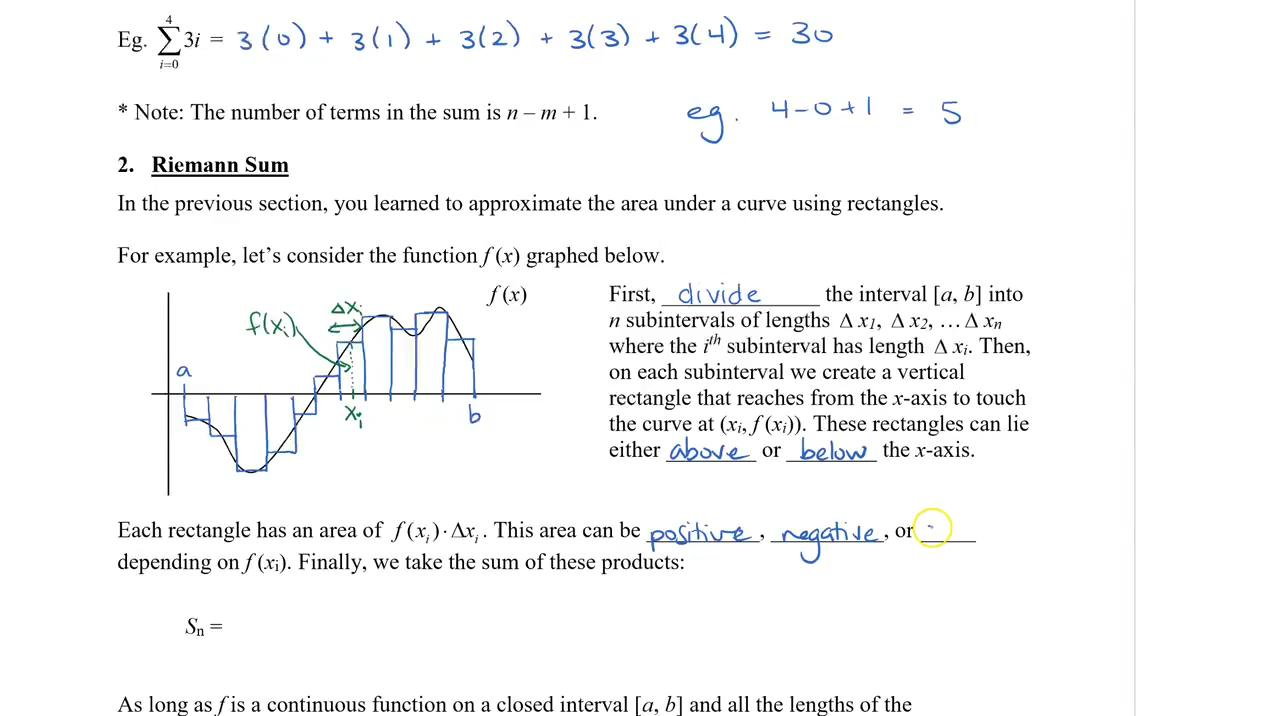 Eg. 4 ∑ i=0 3i = 3(0) + 3(1) + 3(2) + 3(3) + 3(4) = 30
* Note: The number of terms in the sum is n – m + 1. eg. 4-0+1 = 5
2. Riemann Sum
In the previous section, you learned to approximate the area under a curve using rectangles.
For example, let's consider the function f (x) graphed below.
f (x)
Δxi
f(xi)
a
xi
b
First, divide the interval [a, b] into
n subintervals of lengths Δ x1, Δ x2, …Δ xn
where the ith subinterval has length Δ xi. Then,
on each subinterval we create a vertical
rectangle that reaches from the x-axis to touch
the curve at (xi, f (xi)). These rectangles can lie
either above or below the x-axis.
Each rectangle has an area of f(xi)·Δxi. This area can be positive, negative, or
depending on f (xi). Finally, we take the sum of these products:
Sn =
As long as f is a continuous function on a closed interval [a, b] and all the lengths of the